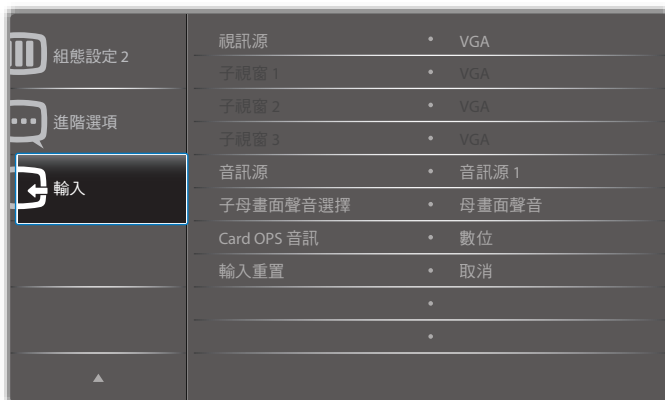 組態設定 2
進階選項
輸入
視訊源 • VGA
子視窗 1 • VGA
子視窗 2 • VGA
子視窗 3 • VGA
音訊源 • 音訊源 1
子母畫面聲音選擇 • 母畫面聲音
Card OPS 音訊 • 數位
輸入重置 • 取消